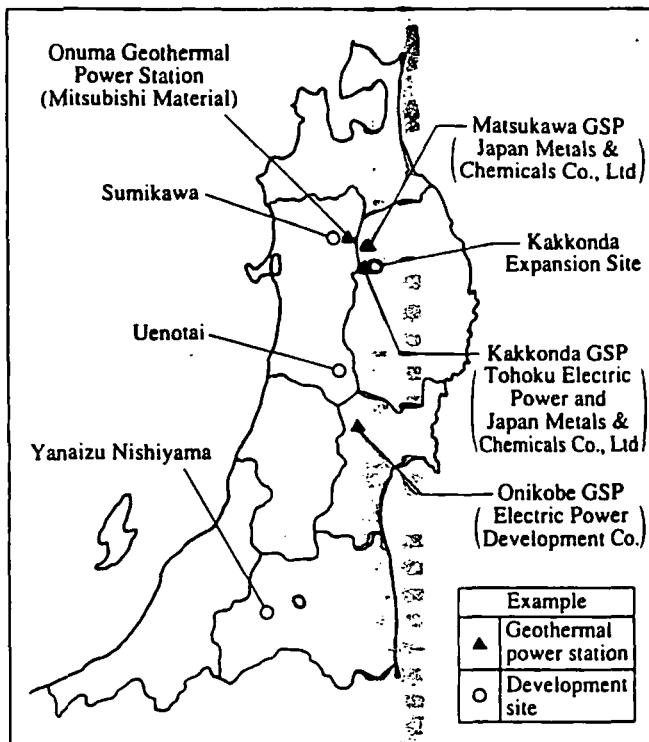 Onuma Geothermal
Power Station
(Mitsubishi Material)
Matsukawa GSP
(Japan Metals &
Chemicals Co., Ltd)
Sumikawa
Kakkonda
Expansion Site
Uenotai
Kakkonda GSP
(Tohoku Electric
Power and
Japan Metals &
Chemicals Co., Ltd)
Yanaizu Nishiyama
Onikobe GSP
(Electric Power
Development Co.)
Example
▲ Geothermal
power station
○ Development
site